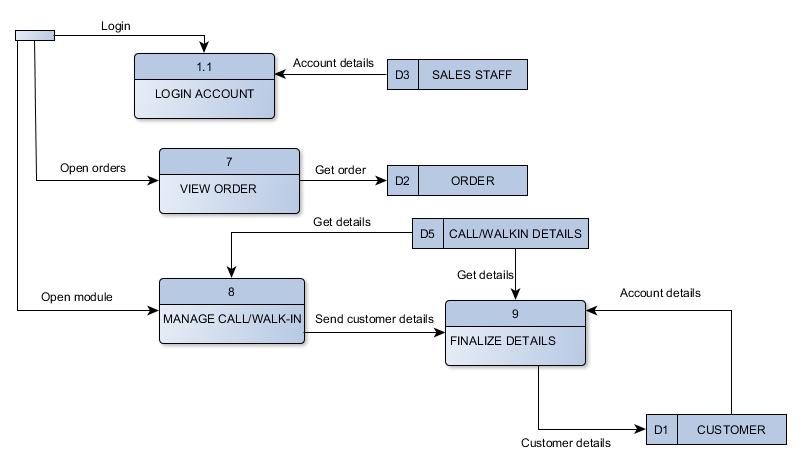 Login
1.1
LOGIN ACCOUNT
Account details
D3 SALES STAFF
Open orders
7
VIEW ORDER
Get order
D2 ORDER
Get details
D5 CALL/WALKIN DETAILS
Get details
Open module
8
MANAGE CALL/WALK-IN
Send customer details
9
FINALIZE DETAILS
Account details
Customer details
D1 CUSTOMER